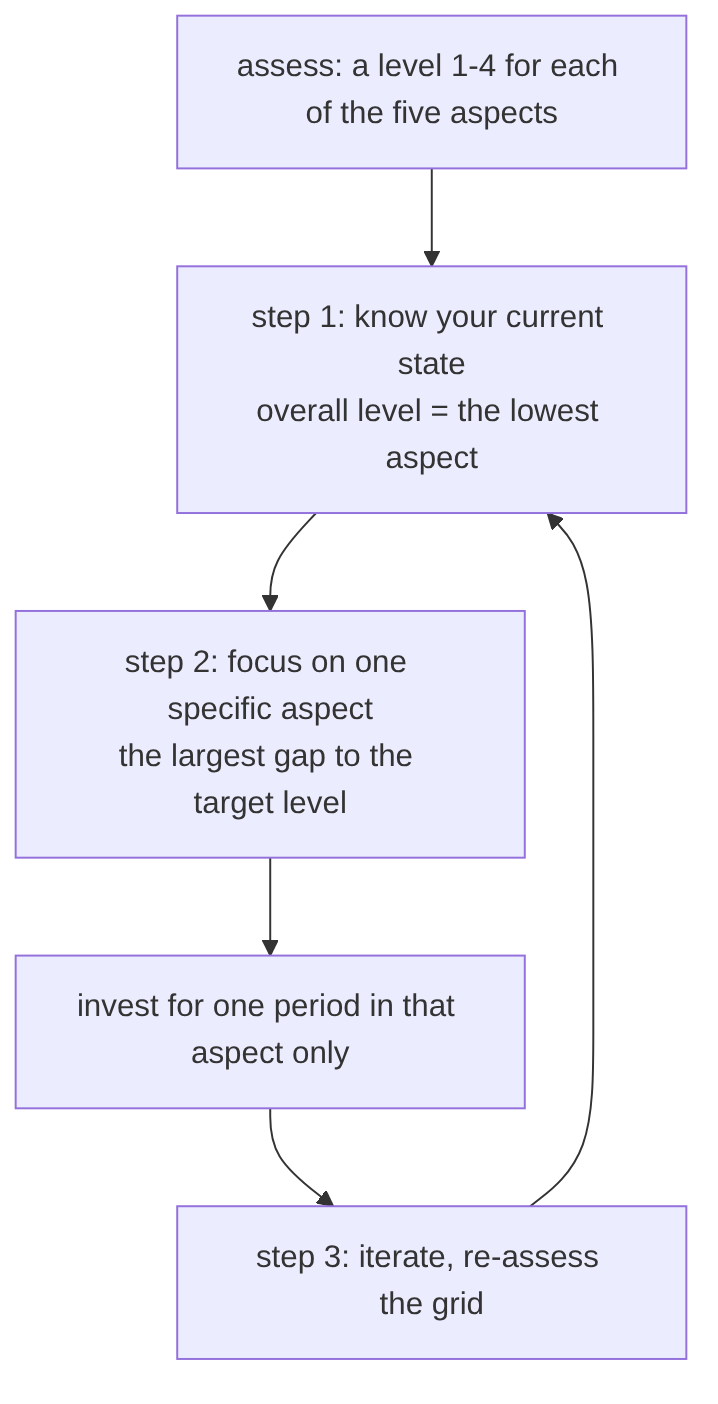 assess: a level 1-4 for each
of the five aspects
step 1: know your current
state
overall level = the lowest
aspect
step 2: focus on one
specific aspect
the largest gap to the
target level
invest for one period in that
aspect only
step 3: iterate, re-assess
the grid